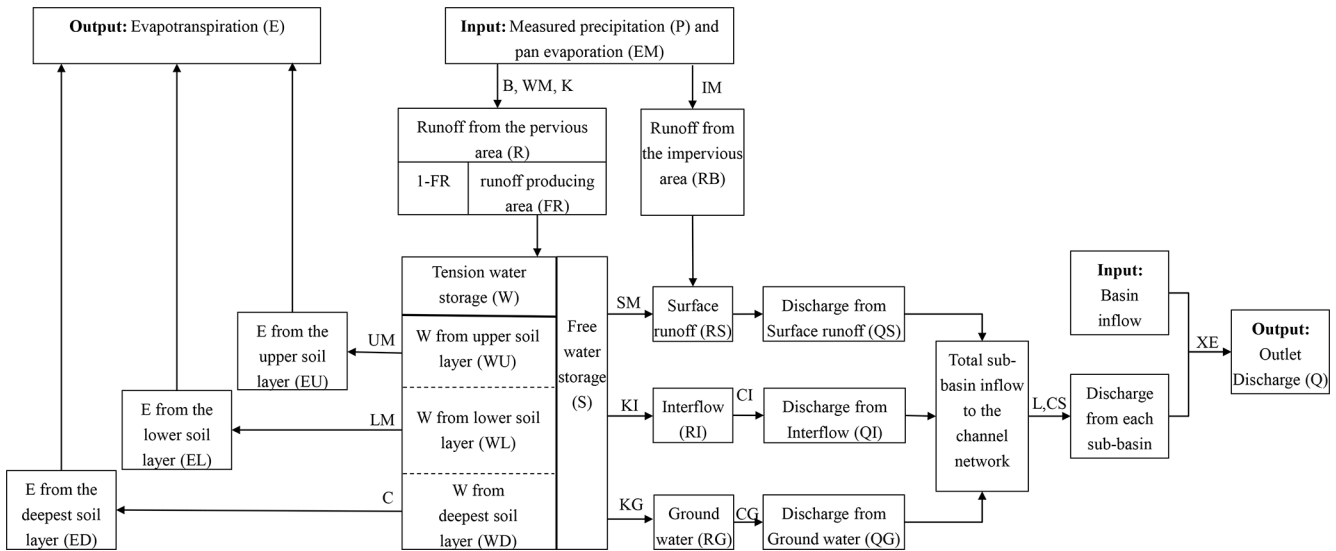 Output: Evapotranspiration (E)
Input: Measured precipitation (P) and
pan evaporation (EM)
B, WM, K
IM
Runoff from the pervious
area (R)
1-FR
runoff producing
area (FR)
Runoff from
the impervious
area (RB)
Tension water
storage (W)
Free
water
storage
(S)
W from upper soil
layer (WU)
W from lower soil
layer (WL)
W from
deepest soil
layer (WD)
UM
LM
C
E from the
upper soil
layer (EU)
E from the
lower soil
layer (EL)
E from the
deepest soil
layer (ED)
SM
Surface
runoff (RS)
Discharge from
Surface runoff (QS)
KI
Interflow
(RI)
CI
Discharge from
Interflow (QI)
KG
Ground
water (RG)
CG
Discharge from
Ground water (QG)
Total sub-
basin inflow
to the
channel
network
L,CS
Input:
Basin
inflow
Discharge
from each
sub-basin
XE
Output:
Outlet
Discharge (Q)